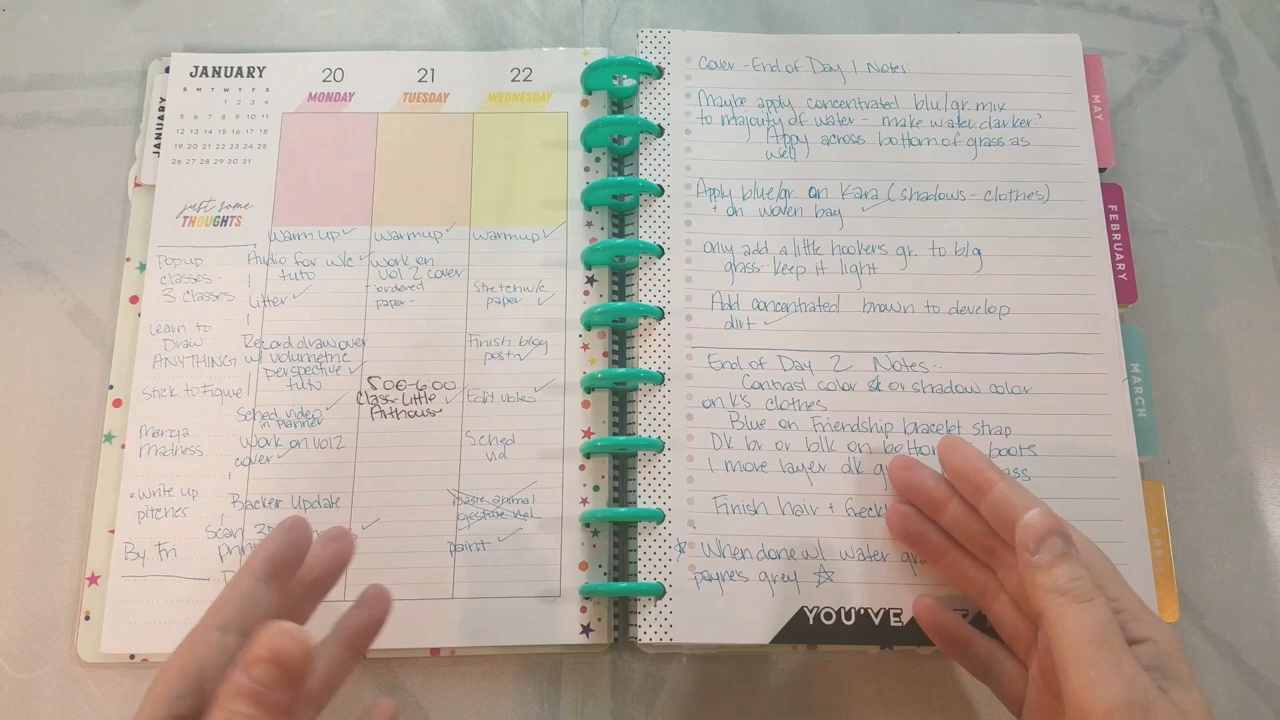 JANUARY
S M T W T F S
1 2 3 4
5 6 7 8 9 10 11
12 13 14 15 16 17 18
19 20 21 22 23 24 25
26 27 28 29 30 31
JANUARY
just some
THOUGHTS
Popup
classes-
3 classes
Learn to
Draw
ANYTHING
Stick to Figure
Manga
Madness
•Write up
pitches
By Fri
20
MONDAY
Warm up ✓
Audio for w/c ✓
tuto
Litter ✓
Record drawover
w/ volumetric
perspective ✓
tuto
Sched video ✓
in planner
Work on vol 2
cover ✓
Backer Update
Scan
21
TUESDAY
Warmup ✓
Work on
Vol 2 cover
-ordered
paper-
500-600
Class-Little
Arthouse
22
WEDNESDAY
Warmup ✓
Stretch w/c
paper ✓
Finish blog
post ✓
Edit video ✓
Sched
vid
basic animal
gesture vid
paint ✓
Cover - End of Day 1 Notes
Maybe apply concentrated blu/gr. mix
to majority of water - make water darker?
Appy across bottom of grass as
well
Apply blue/gr. on Kara (shadows - clothes)
+ on woven bag ✓
only add a little hookers gr. to b/g
grass- keep it light
Add concentrated brown to develop
dirt ✓
End of Day 2 Notes..
Contrast color or shadow color
on K's clothes
Blue on Friendship bracelet strap
Dk br or blk on boots
1 more layer dk
Finish hair +
☆ When done w/ water gr.
payne's grey ☆
YOU'VE
MAY
FEBRUARY
MARCH
APRIL